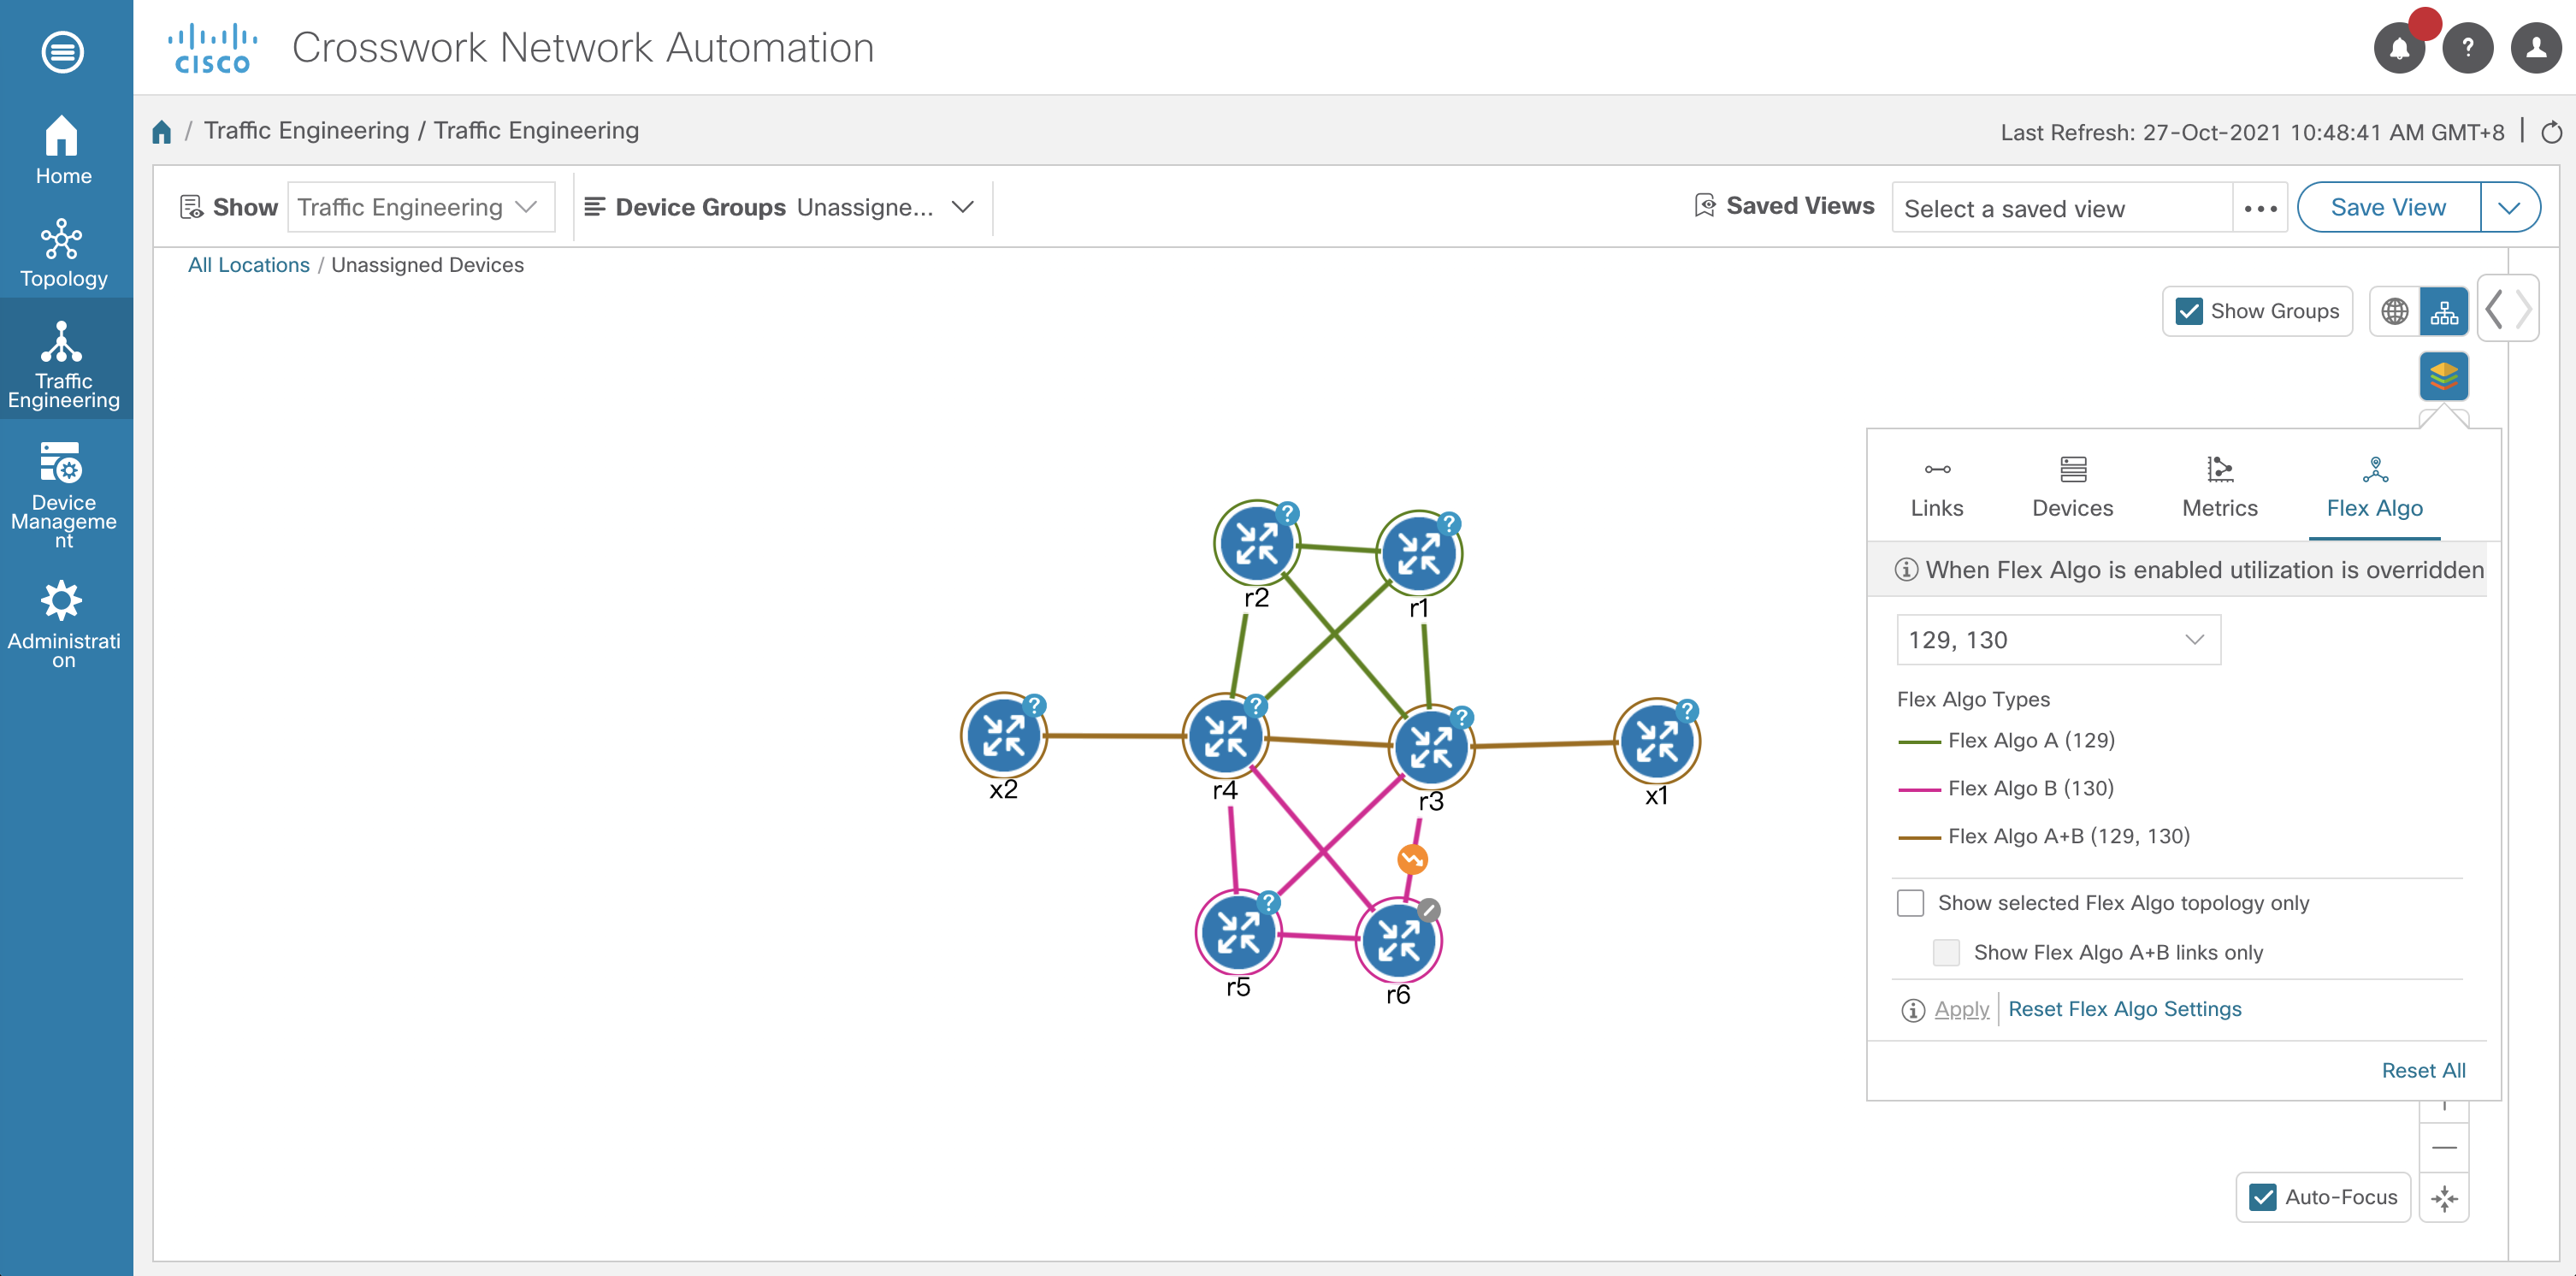 CISCO
Crosswork Network Automation
?
Home
Topology
Traffic
Engineering
Device
Manageme
nt
Administrati
on
/ Traffic Engineering / Traffic Engineering
Last Refresh: 27-Oct-2021 10:48:41 AM GMT+8
Show
Traffic Engineering
Device Groups
Unassigne...
Saved Views
Select a saved view
Save View
All Locations / Unassigned Devices
Show Groups
Links
Devices
Metrics
Flex Algo
When Flex Algo is enabled utilization is overridden
129, 130
Flex Algo Types
Flex Algo A (129)
Flex Algo B (130)
Flex Algo A+B (129, 130)
Show selected Flex Algo topology only
Show Flex Algo A+B links only
Apply
Reset Flex Algo Settings
Reset All
Auto-Focus
?
r2
?
r1
?
x2
?
r4
?
r3
?
x1
?
r5
r6